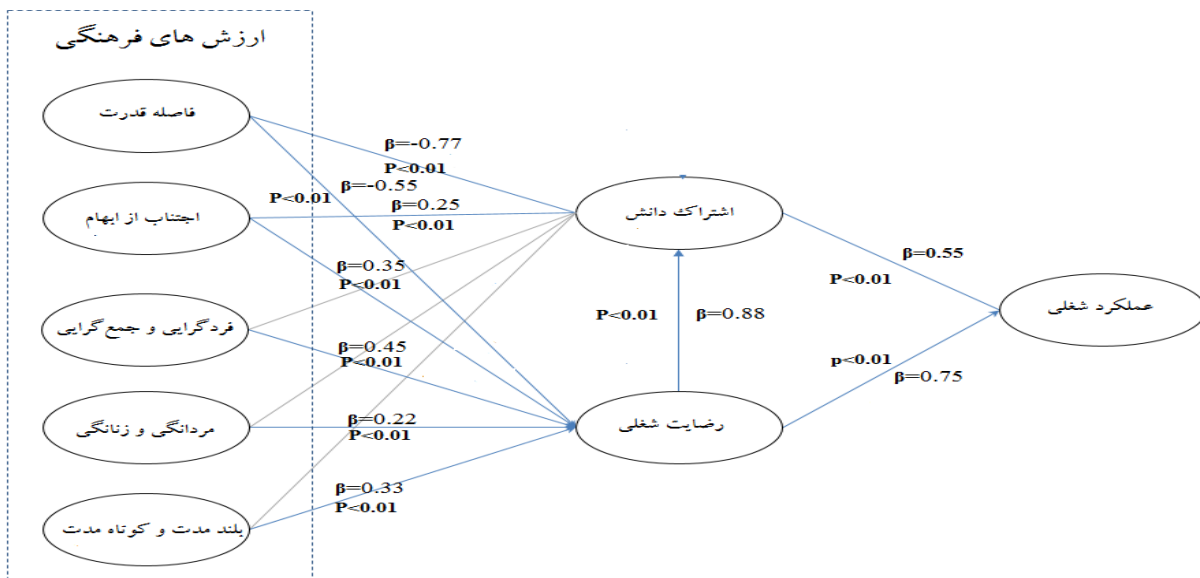 ارزش های فرهنگی
فاصله قدرت
β=-0.77
P<0.01
β=-0.55
P<0.01
اجتناب از ابهام
β=0.25
P<0.01
اشتراک دانش
β=0.55
P<0.01
β=0.35
P<0.01
فردگرایی و جمع‌گرایی
P<0.01
β=0.88
عملکرد شغلی
β=0.45
P<0.01
p<0.01
β=0.75
مردانگی و زنانگی
β=0.22
P<0.01
رضایت شغلی
β=0.33
P<0.01
بلند مدت و کوتاه مدت